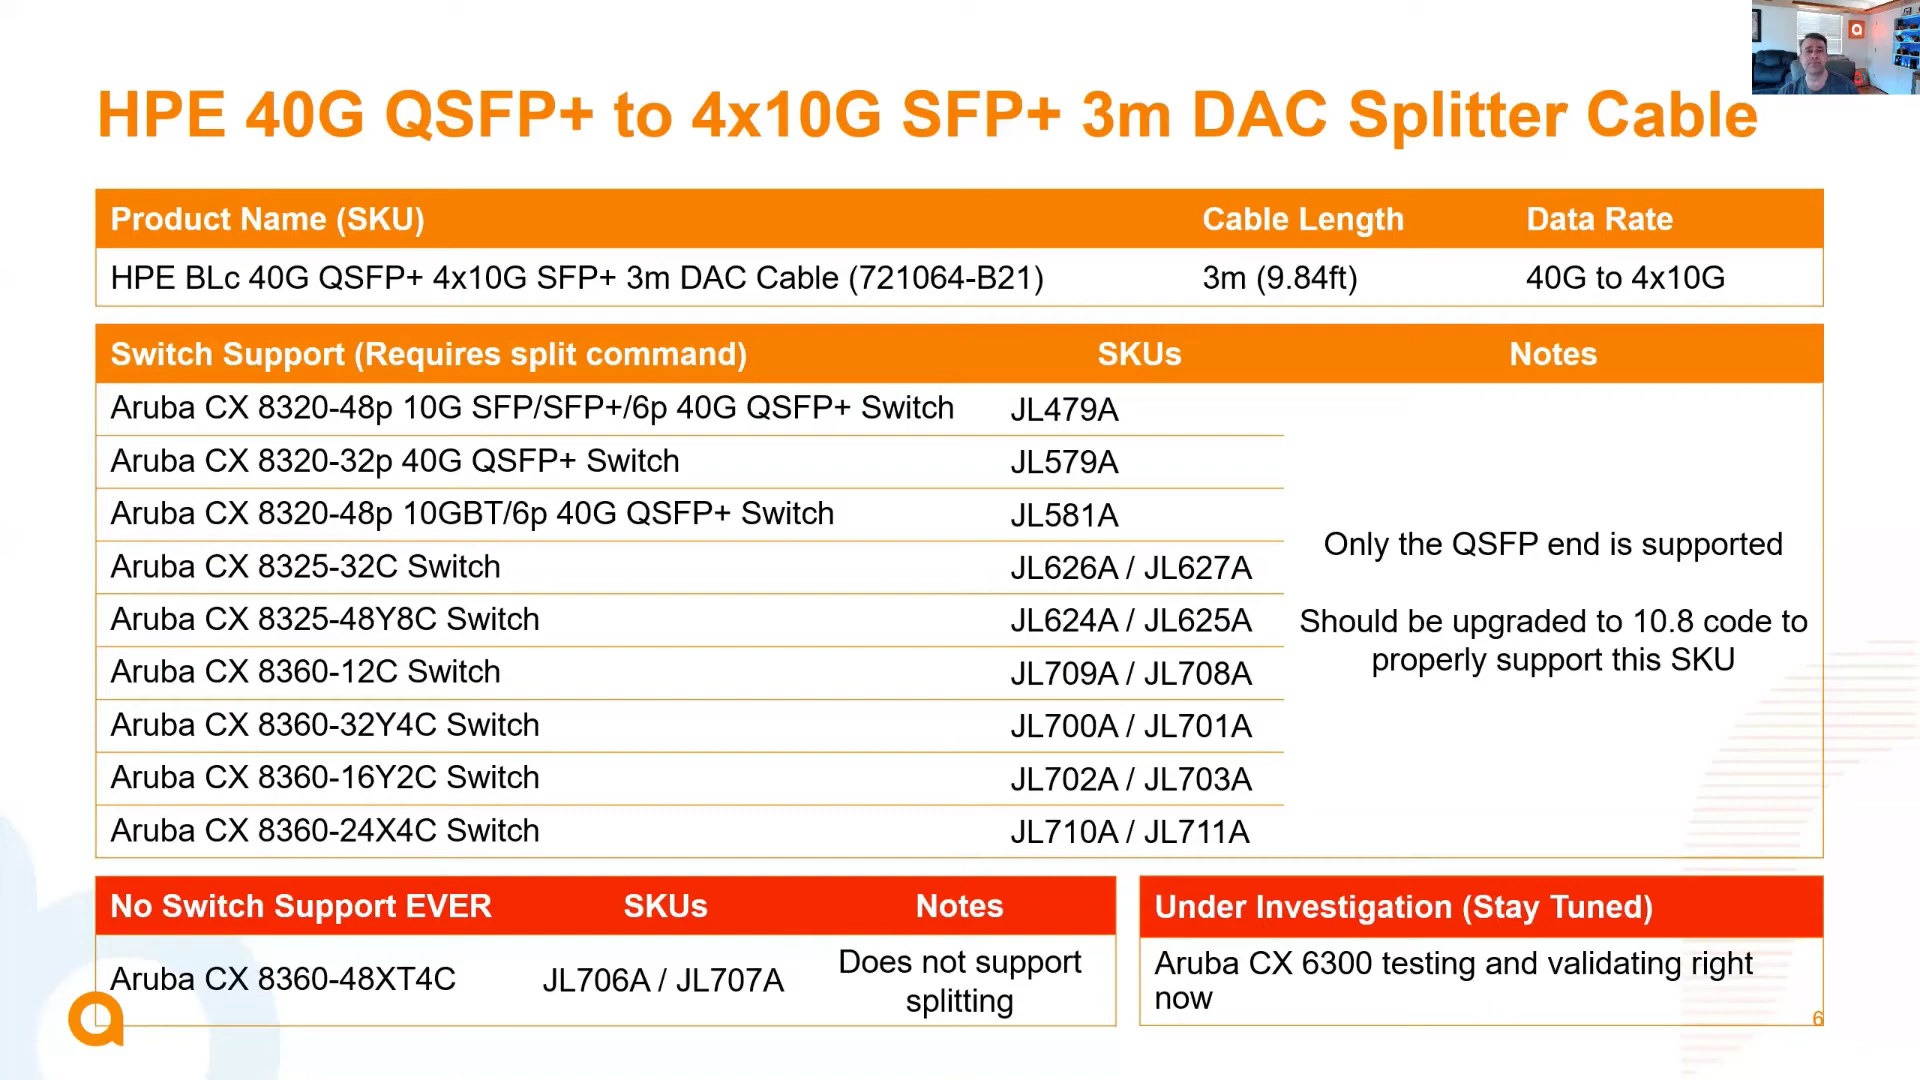 HPE 40G QSFP+ to 4x10G SFP+ 3m DAC Splitter Cable
Product Name (SKU) Cable Length Data Rate
HPE BLc 40G QSFP+ 4x10G SFP+ 3m DAC Cable (721064-B21) 3m (9.84ft) 40G to 4x10G
Switch Support (Requires split command) SKUs Notes
Aruba CX 8320-48p 10G SFP/SFP+/6p 40G QSFP+ Switch JL479A
Aruba CX 8320-32p 40G QSFP+ Switch JL579A
Aruba CX 8320-48p 10GBT/6p 40G QSFP+ Switch JL581A
Aruba CX 8325-32C Switch JL626A / JL627A
Aruba CX 8325-48Y8C Switch JL624A / JL625A
Aruba CX 8360-12C Switch JL709A / JL708A
Aruba CX 8360-32Y4C Switch JL700A / JL701A
Aruba CX 8360-16Y2C Switch JL702A / JL703A
Aruba CX 8360-24X4C Switch JL710A / JL711A
Only the QSFP end is supported
Should be upgraded to 10.8 code to
properly support this SKU
No Switch Support EVER SKUs Notes
Aruba CX 8360-48XT4C JL706A / JL707A Does not support
splitting
Under Investigation (Stay Tuned)
Aruba CX 6300 testing and validating right
now
6